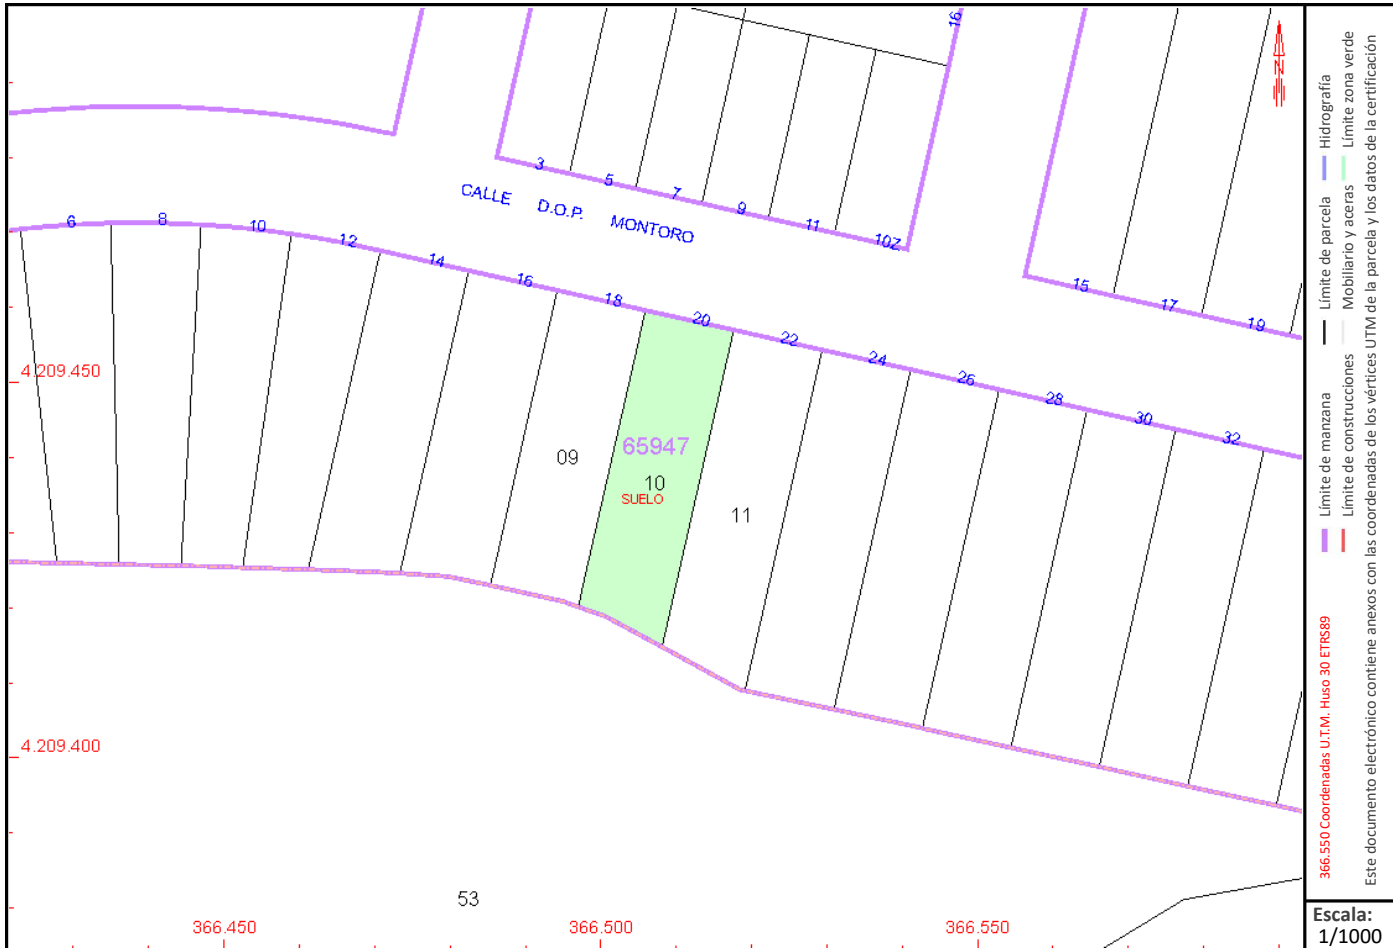 16
3
5
7
9
11
10Z
CALLE D.O.P. MONTORO
6
8
10
12
14
16
18
20
22
24
26
28
30
32
15
17
19
4.209.450
65947
09
10
SUELO
11
4.209.400
53
366.450
366.500
366.550
N
Límite de manzana
Límite de parcela
Hidrografía
Límite de construcciones
Mobiliario y aceras
Límite zona verde
366.550 Coordenadas U.T.M. Huso 30 ETRS89
Este documento electrónico contiene anexos con las coordenadas de los vértices UTM de la parcela y los datos de la certificación
Escala:
1/1000